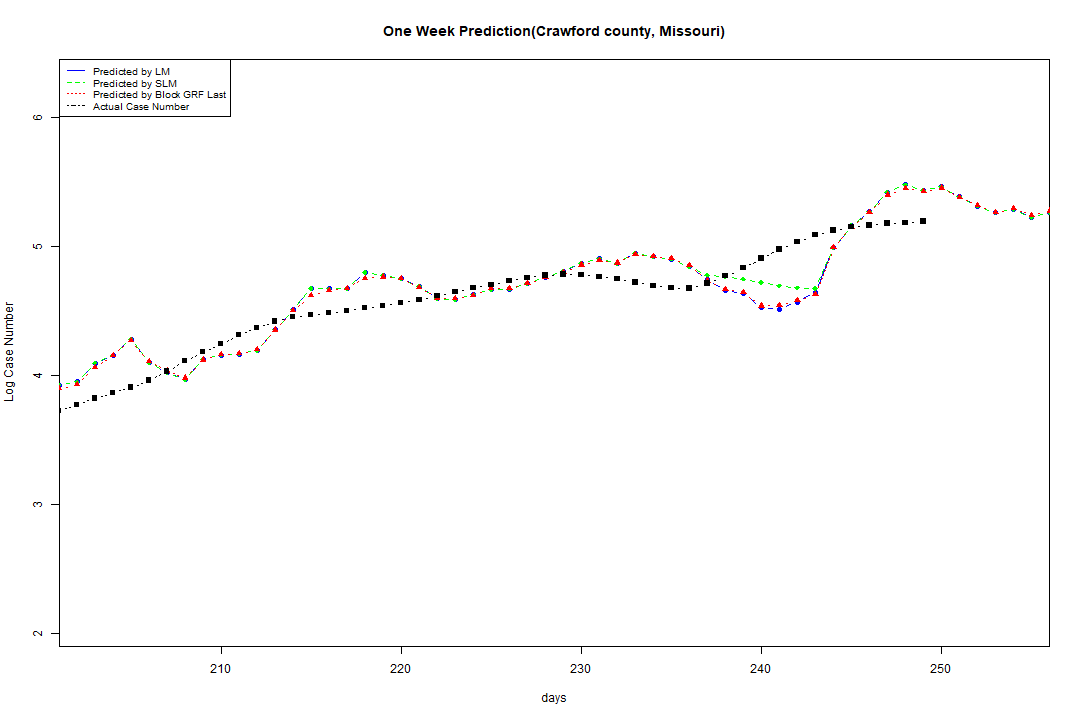 One Week Prediction(Crawford county, Missouri)
Predicted by LM
Predicted by SLM
Predicted by Block GRF Last
Actual Case Number
6
5
4
3
2
Log Case Number
210 220 230 240 250
days